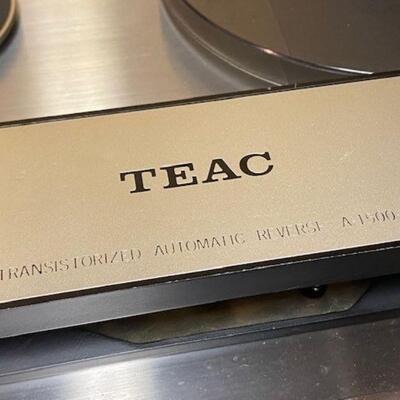 TEAC
TRANSISTORIZED AUTOMATIC REVERSE A-1500